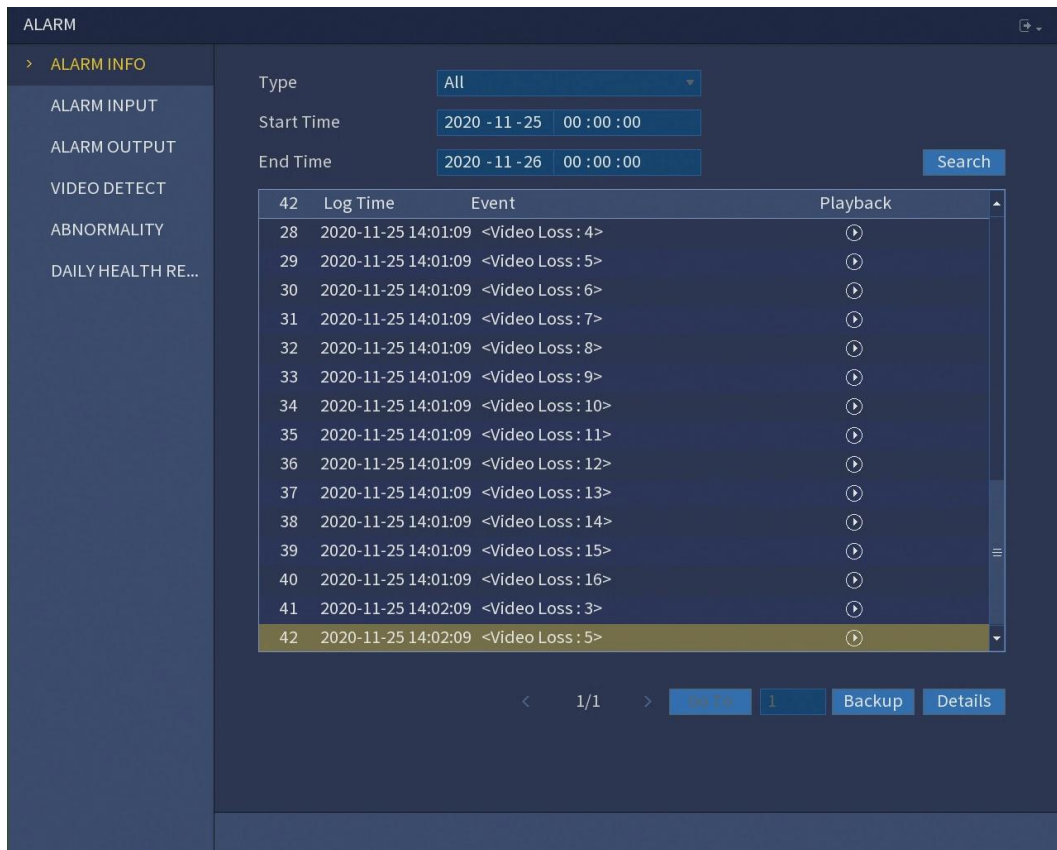 ALARM
ALARM INFO
ALARM INPUT
ALARM OUTPUT
VIDEO DETECT
ABNORMALITY
DAILY HEALTH RE...
Type All
Start Time 2020 -11 -25 00 : 00 : 00
End Time 2020 -11 -26 00 : 00 : 00 Search
42 Log Time Event Playback
28 2020-11-25 14:01:09 <Video Loss : 4>
29 2020-11-25 14:01:09 <Video Loss : 5>
30 2020-11-25 14:01:09 <Video Loss : 6>
31 2020-11-25 14:01:09 <Video Loss : 7>
32 2020-11-25 14:01:09 <Video Loss : 8>
33 2020-11-25 14:01:09 <Video Loss : 9>
34 2020-11-25 14:01:09 <Video Loss : 10>
35 2020-11-25 14:01:09 <Video Loss : 11>
36 2020-11-25 14:01:09 <Video Loss : 12>
37 2020-11-25 14:01:09 <Video Loss : 13>
38 2020-11-25 14:01:09 <Video Loss : 14>
39 2020-11-25 14:01:09 <Video Loss : 15>
40 2020-11-25 14:01:09 <Video Loss : 16>
41 2020-11-25 14:02:09 <Video Loss : 3>
42 2020-11-25 14:02:09 <Video Loss : 5>
< 1/1 > 1 Backup Details